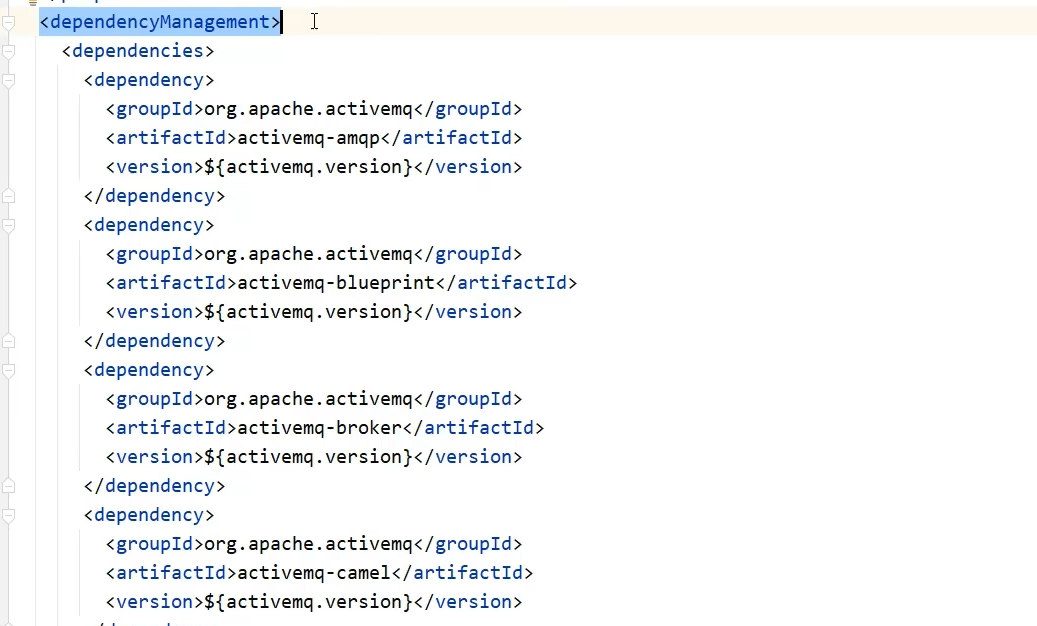 <dependencyManagement>
<dependencies>
<dependency>
<groupId>org.apache.activemq</groupId>
<artifactId>activemq-amqp</artifactId>
<version>${activemq.version}</version>
</dependency>
<dependency>
<groupId>org.apache.activemq</groupId>
<artifactId>activemq-blueprint</artifactId>
<version>${activemq.version}</version>
</dependency>
<dependency>
<groupId>org.apache.activemq</groupId>
<artifactId>activemq-broker</artifactId>
<version>${activemq.version}</version>
</dependency>
<dependency>
<groupId>org.apache.activemq</groupId>
<artifactId>activemq-camel</artifactId>
<version>${activemq.version}</version>